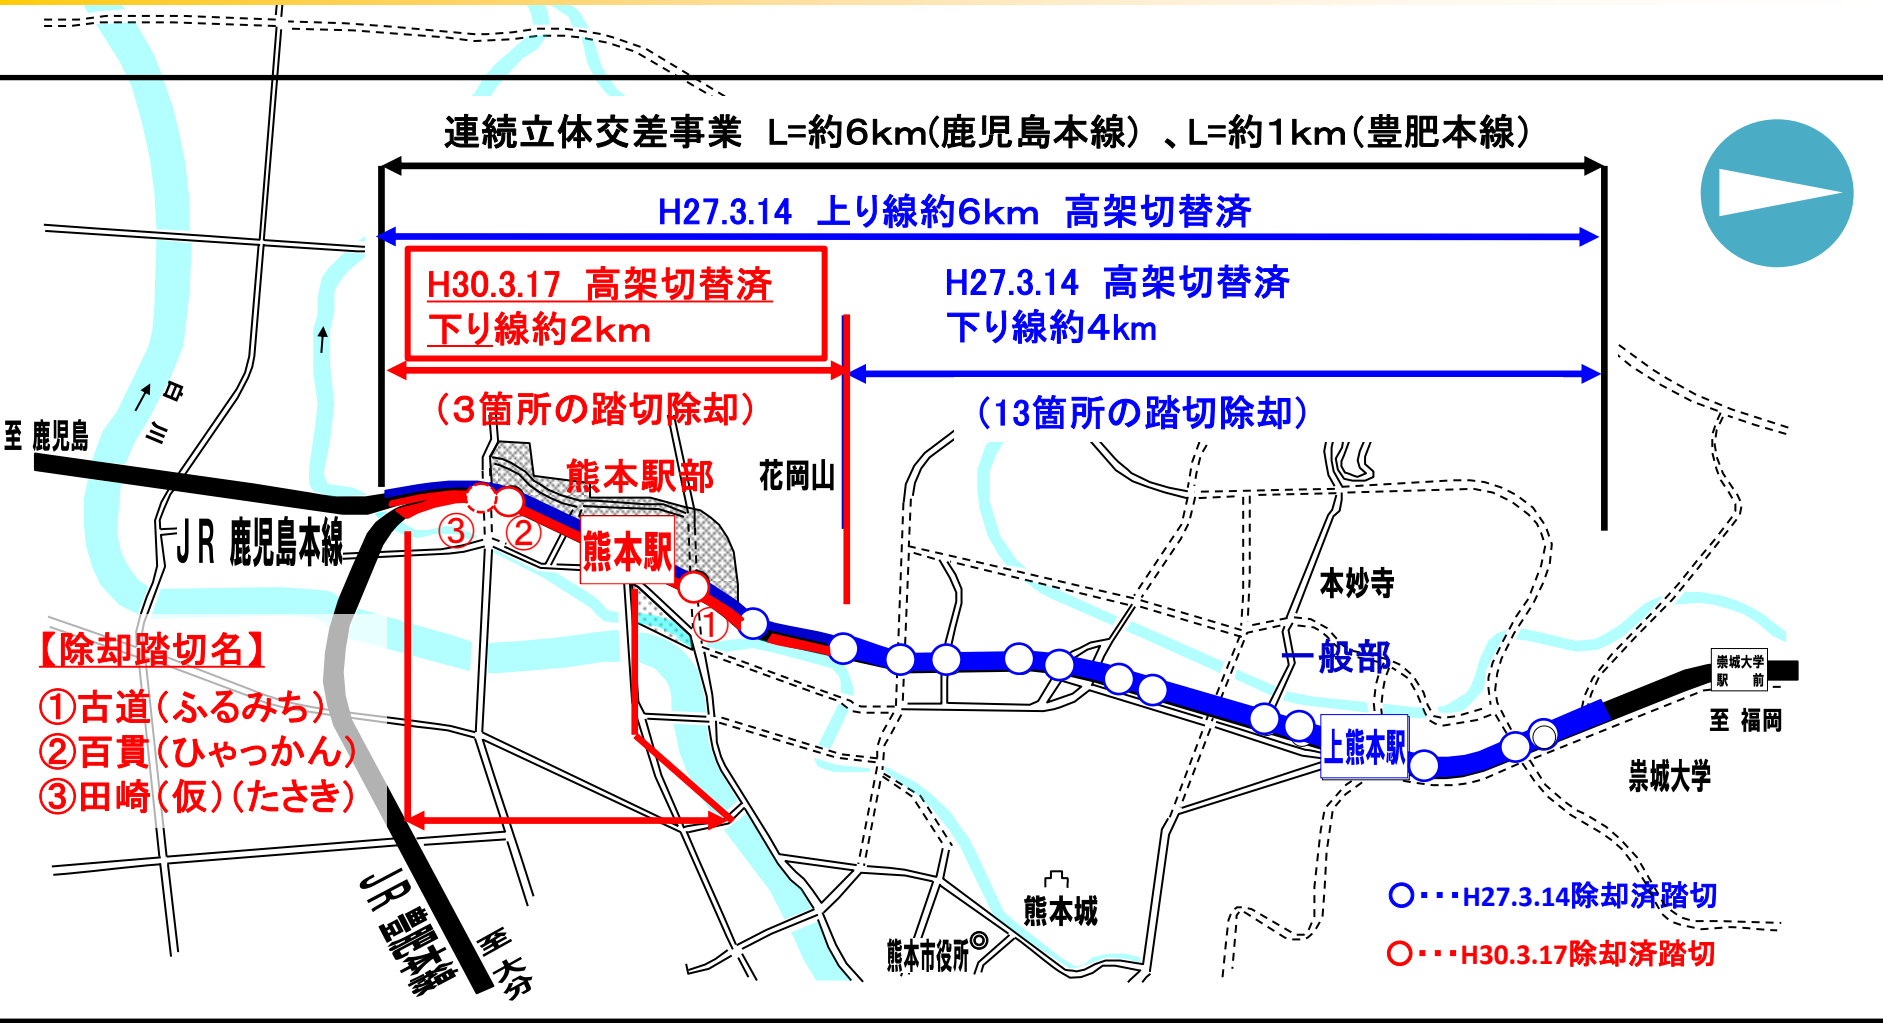 連続立体交差事業　L=約6km(鹿児島本線）、L=約1km（豊肥本線）
H27.3.14　上り線約6km　高架切替済
H30.3.17　高架切替済
下り線約2km
H27.3.14　高架切替済
下り線約4km
（3箇所の踏切除却）
（13箇所の踏切除却）
白
川
至 鹿児島
熊本駅部
花岡山
JR 鹿児島本線
③
②
熊本駅
①
本妙寺
一般部
【除却踏切名】
①古道（ふるみち）
②百貫（ひゃっかん）
③田崎（仮）（たさき）
崇城大学
駅　前
至 福岡
上熊本駅
崇城大学
JR 豊肥本線
至 大分
熊本城
熊本市役所
○・・・H27.3.14除却済踏切
○・・・H30.3.17除却済踏切